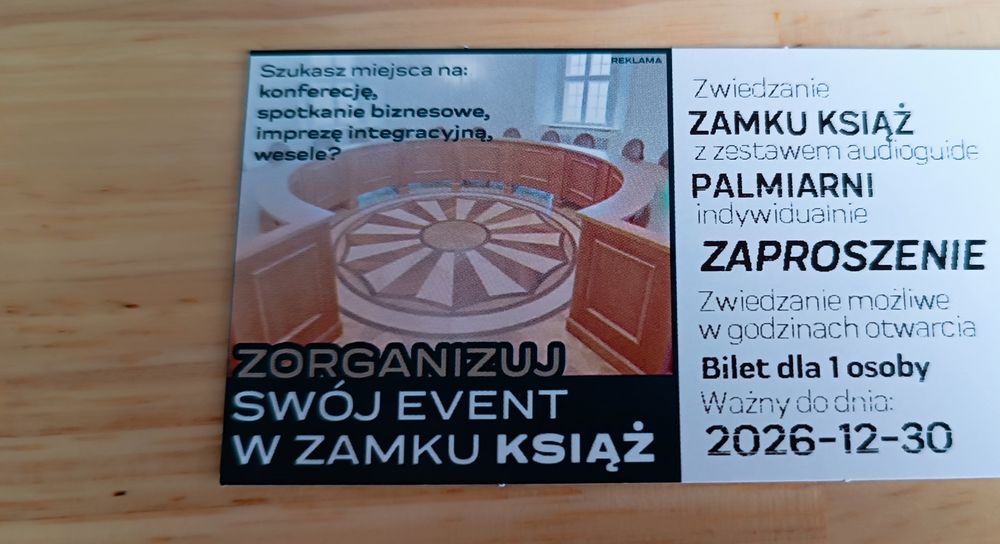 REKLAMA
Szukasz miejsca na:
konferecję,
spotkanie biznesowe,
imprezę integracyjną,
wesele?
ZORGANIZUJ
SWÓJ EVENT
W ZAMKU KSIĄŻ
Zwiedzanie
ZAMKU KSIĄŻ
z zestawem audioguide
PALMIARNI
indywidualnie
ZAPROSZENIE
Zwiedzanie możliwe
w godzinach otwarcia
Bilet dla 1 osoby
Ważny do dnia:
2026-12-30